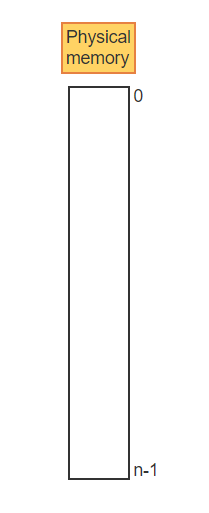 Physical
memory
0
n-1